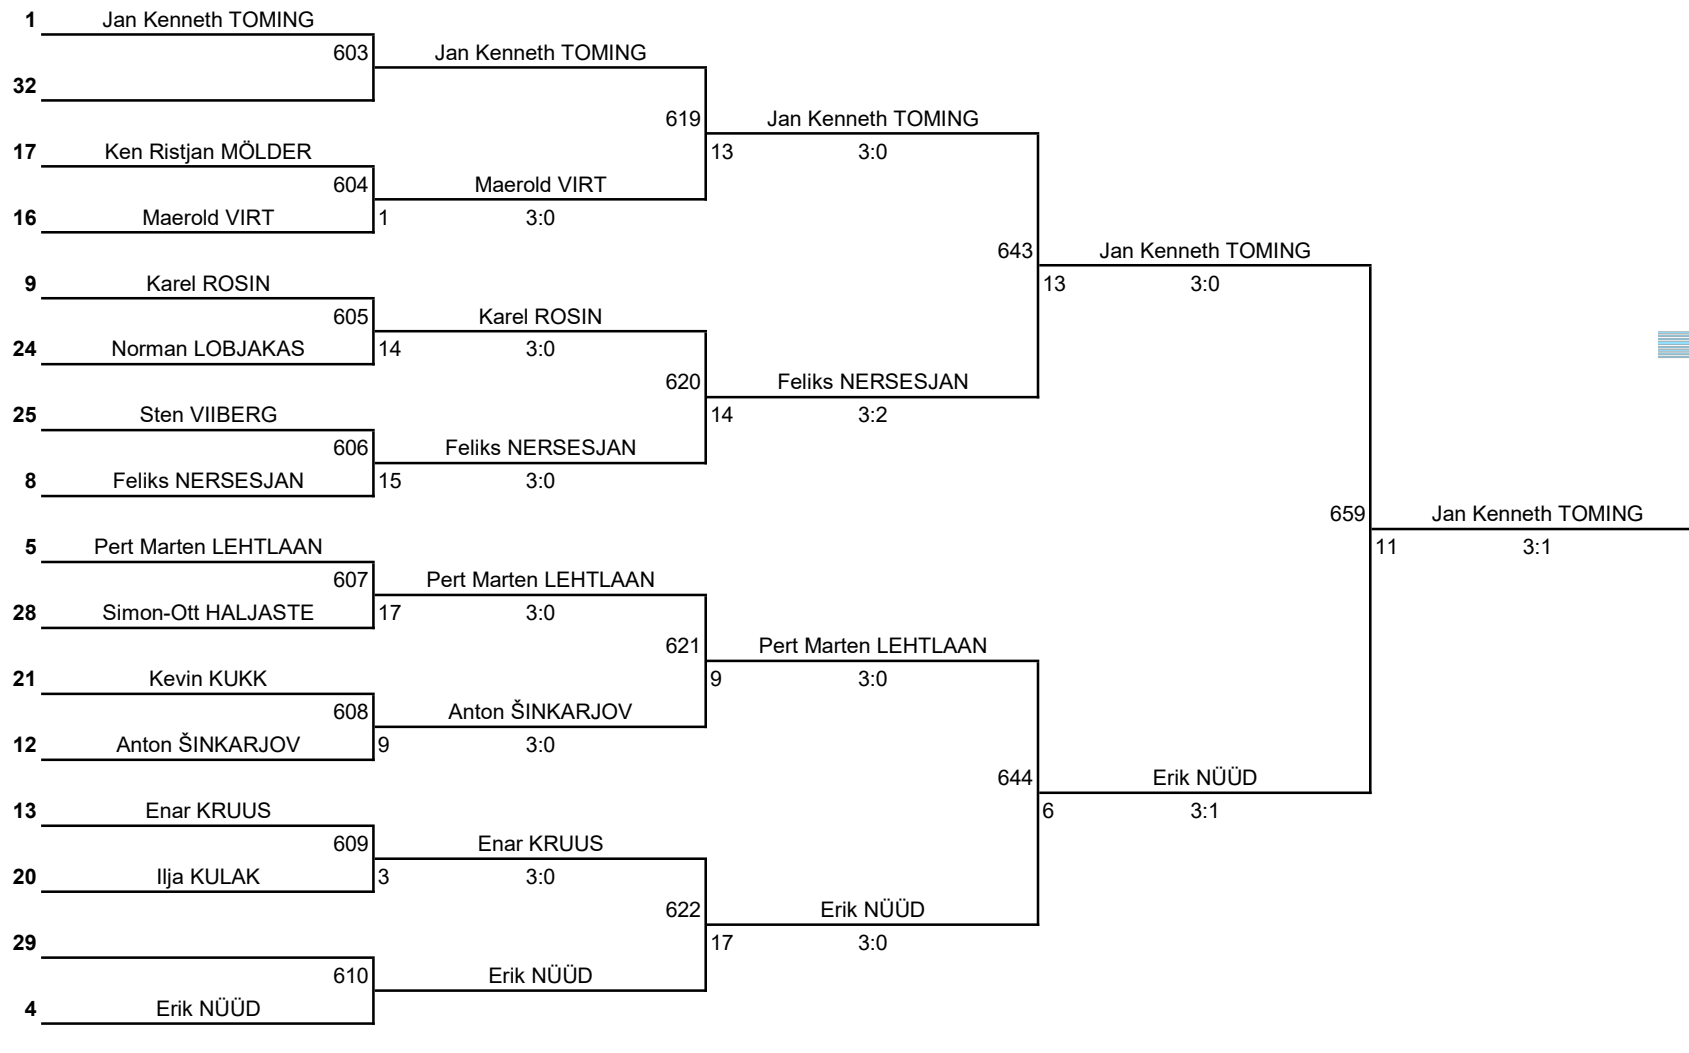 1 Jan Kenneth TOMING
603 Jan Kenneth TOMING
32
619 Jan Kenneth TOMING
17 Ken Ristjan MÖLDER 13 3:0
604 Maerold VIRT
16 Maerold VIRT 1 3:0
643 Jan Kenneth TOMING
9 Karel ROSIN 13 3:0
605 Karel ROSIN
24 Norman LOBJAKAS 14 3:0
620 Feliks NERSESJAN
25 Sten VIIBERG 14 3:2
606 Feliks NERSESJAN
8 Feliks NERSESJAN 15 3:0
659 Jan Kenneth TOMING
5 Pert Marten LEHTLAAN 11 3:1
607 Pert Marten LEHTLAAN
28 Simon-Ott HALJASTE 17 3:0
621 Pert Marten LEHTLAAN
21 Kevin KUKK 9 3:0
608 Anton ŠINKARJOV
12 Anton ŠINKARJOV 9 3:0
644 Erik NÜÜD
13 Enar KRUUS 6 3:1
609 Enar KRUUS
20 Ilja KULAK 3 3:0
622 Erik NÜÜD
29 17 3:0
610 Erik NÜÜD
4 Erik NÜÜD